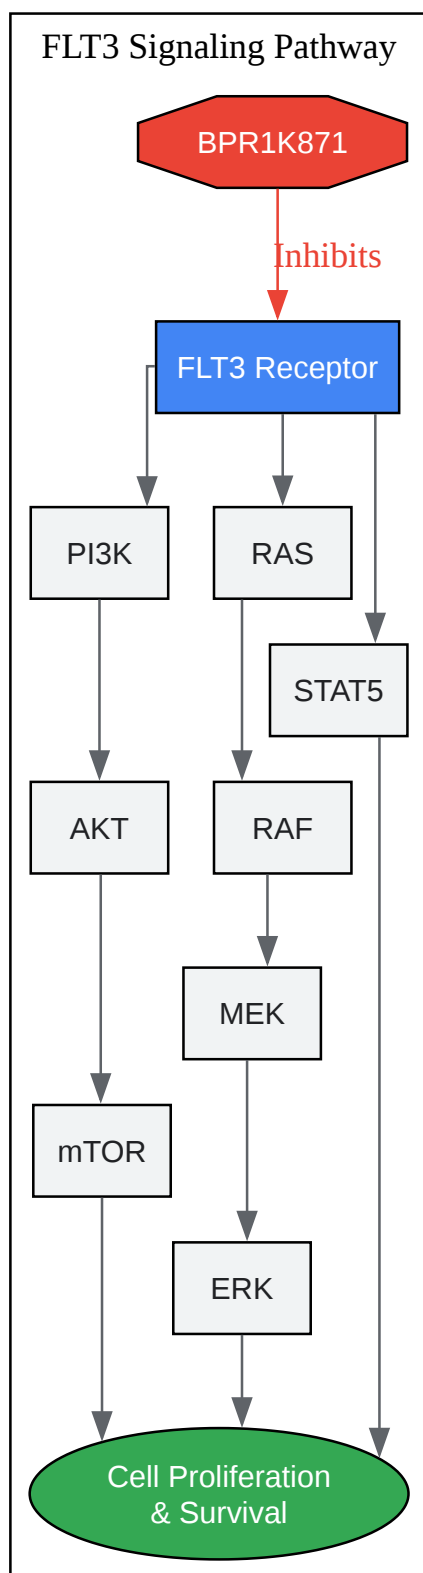 FLT3 Signaling Pathway
BPR1K871
Inhibits
FLT3 Receptor
PI3K
RAS
STAT5
AKT
RAF
MEK
mTOR
ERK
Cell Proliferation
& Survival